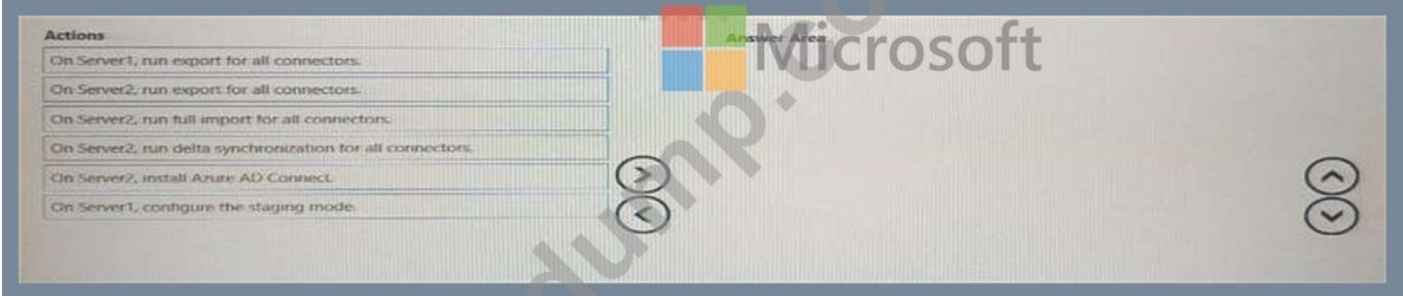 Actions
Answer Area
Microsoft
On Server1, run export for all connectors.
On Server2, run export for all connectors.
On Server2, run full import for all connectors.
On Server2, run delta synchronization for all connectors.
On Server2, install Azure AD Connect.
On Server1, configure the staging mode.
dump.co